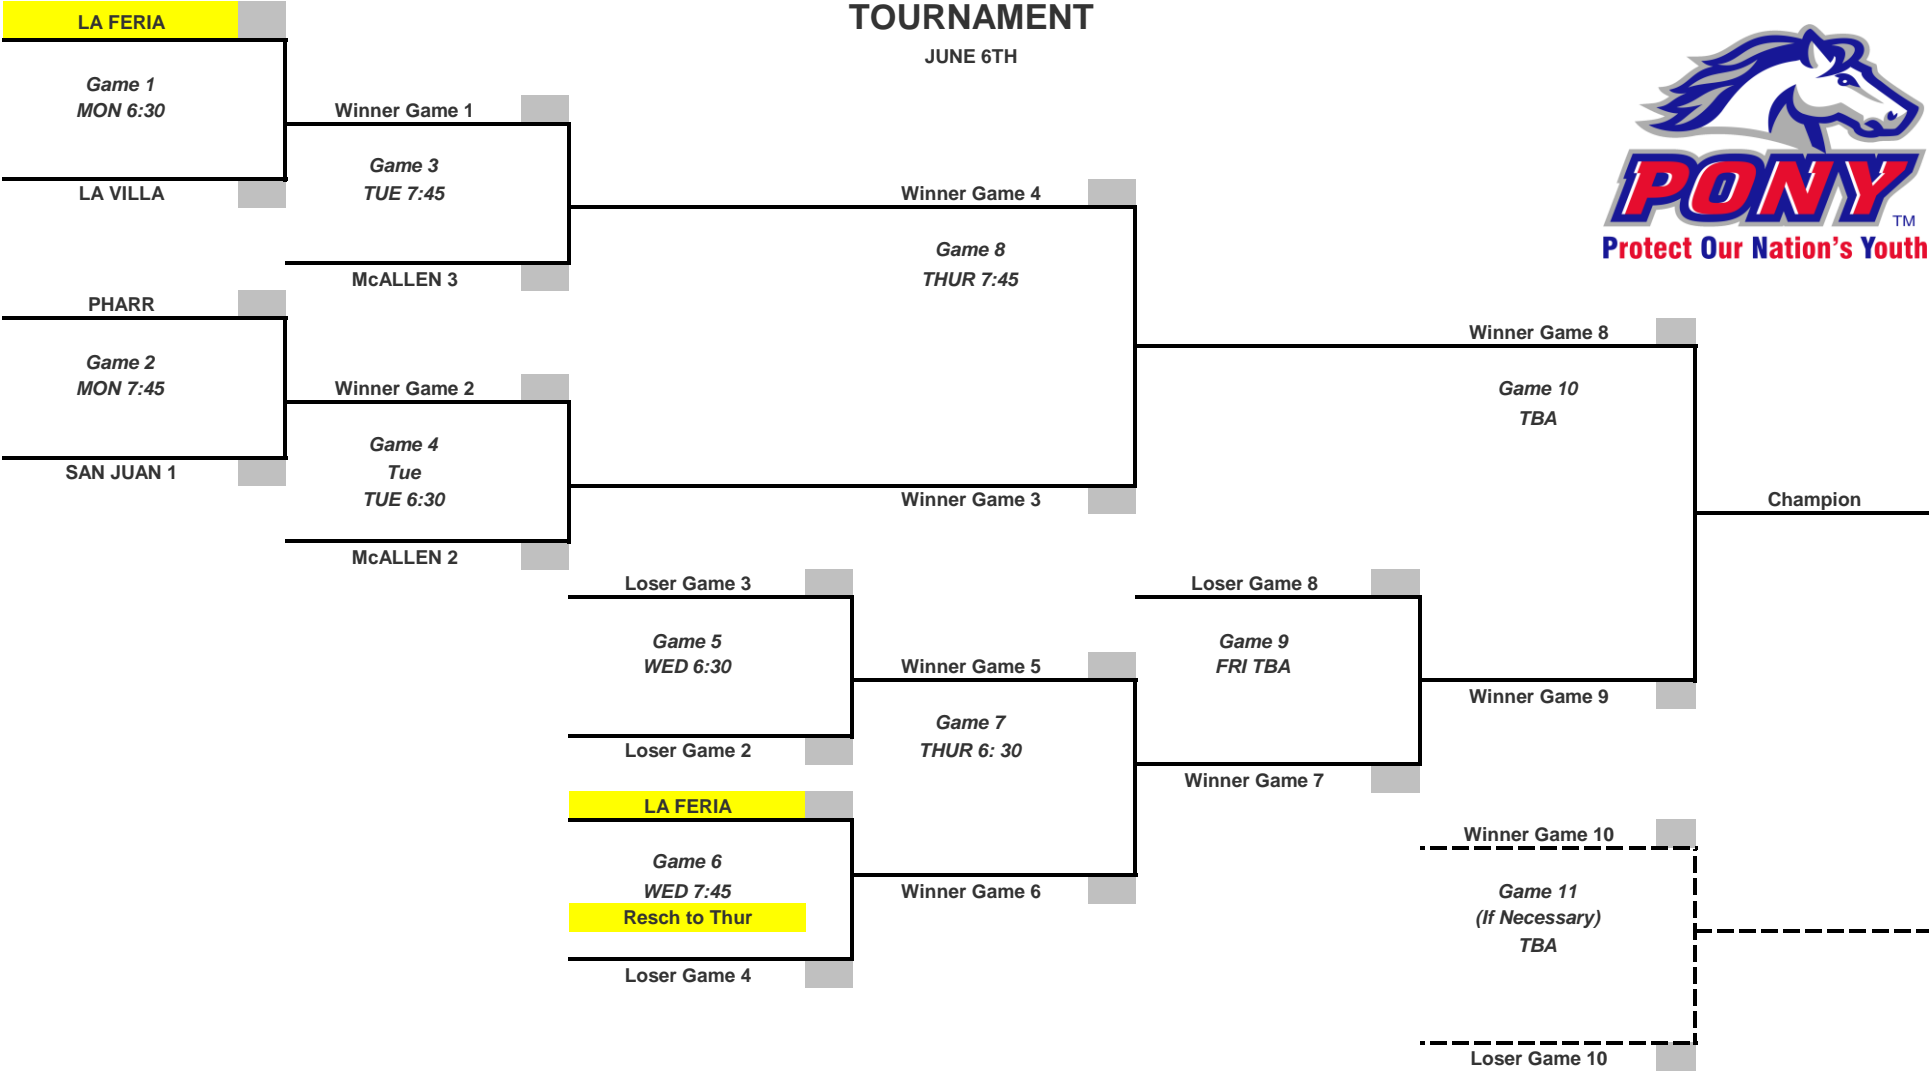 LA FERIA
TOURNAMENT
JUNE 6TH
Game 1
MON 6:30
Winner Game 1
LA VILLA
Game 3
TUE 7:45
Winner Game 4
PONY
TM
Protect Our Nation's Youth
Game 8
THUR 7:45
McALLEN 3
PHARR
Winner Game 8
Game 2
MON 7:45
Winner Game 2
Game 10
TBA
Game 4
Tue
TUE 6:30
SAN JUAN 1
Winner Game 3
Champion
McALLEN 2
Loser Game 3
Loser Game 8
Game 5
WED 6:30
Winner Game 5
Game 9
FRI TBA
Winner Game 9
Game 7
THUR 6: 30
Loser Game 2
Winner Game 7
LA FERIA
Winner Game 10
Game 6
WED 7:45
Resch to Thur
Winner Game 6
Game 11
(If Necessary)
TBA
Loser Game 4
Loser Game 10